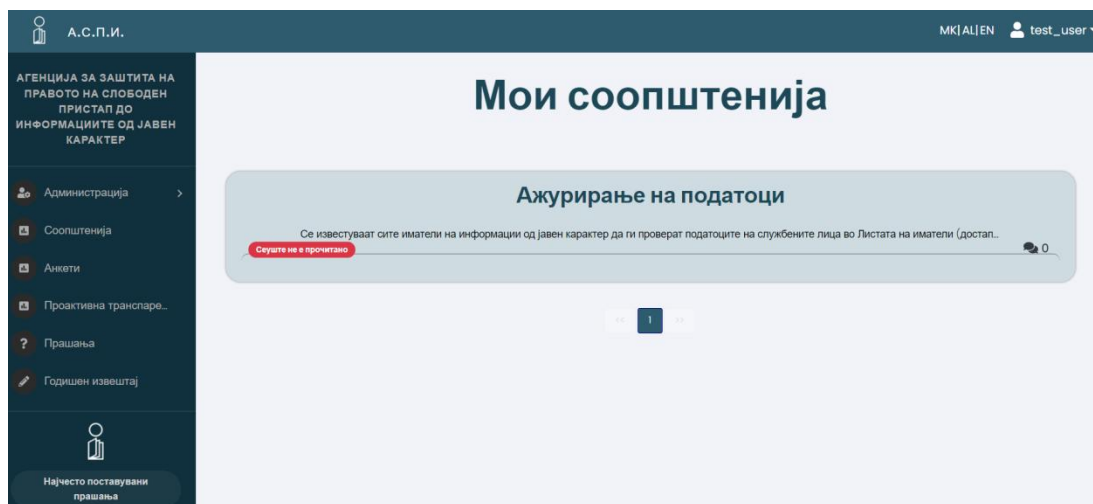 А.С.П.И.
MK|AL|EN test_user
АГЕНЦИЈА ЗА ЗАШТИТА НА
ПРАВОТО НА СЛОБОДЕН
ПРИСТАП ДО
ИНФОРМАЦИИТЕ ОД ЈАВЕН
КАРАКТЕР
Администрација
Соопштенија
Анкети
Проактивна транспаре...
Прашања
Годишен извештај
Најчесто поставувани
прашања
Мои соопштенија
Ажурирање на податоци
Се известуваат сите иматели на информации од јавен карактер да ги проверат податоците на службените лица во Листата на иматели (достап...
Сеуште не е прочитано
0
<< 1 >>